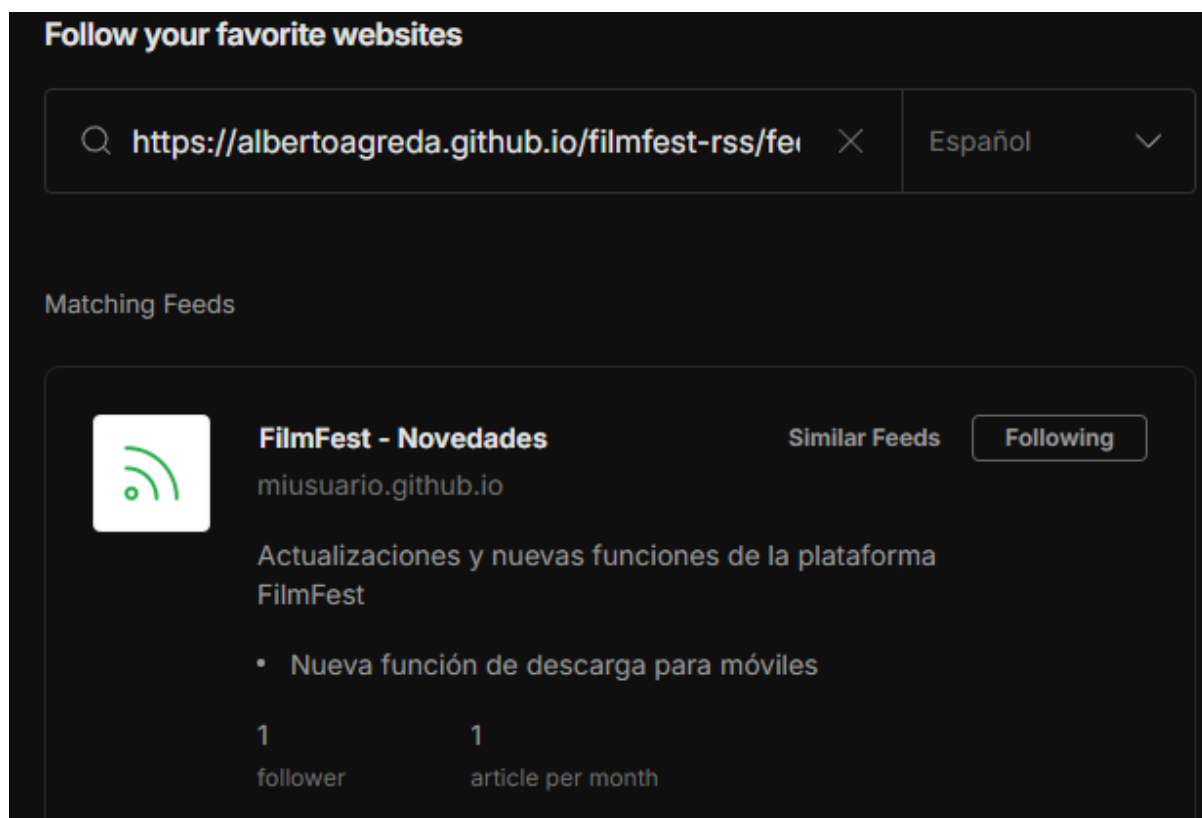 Follow your favorite websites
https://albertoagreda.github.io/filmfest-rss/
Español
Matching Feeds
FilmFest - Novedades
Similar Feeds
Following
miusuario.github.io
Actualizaciones y nuevas funciones de la plataforma
FilmFest
• Nueva función de descarga para móviles
1
1
follower
article per month